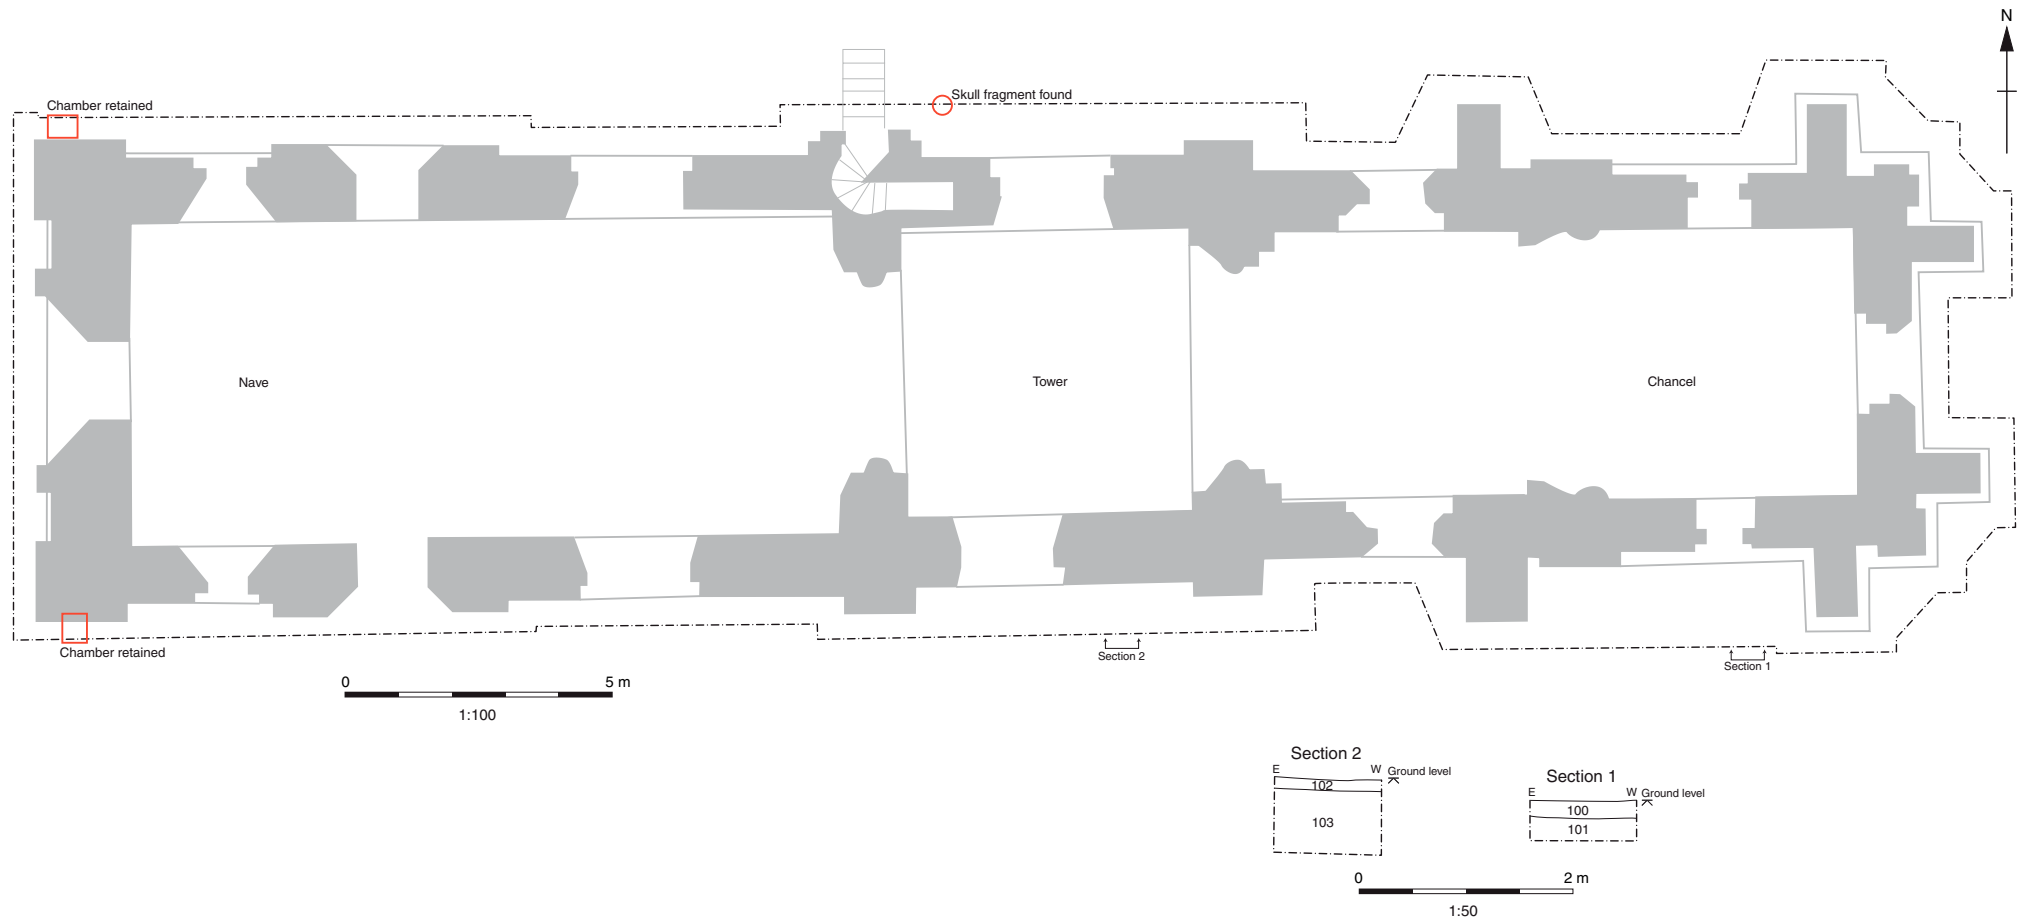 N
Chamber retained
Skull fragment found
Nave
Tower
Chancel
Chamber retained
Section 2
Section 1
0 5 m
1:100
Section 2
E W Ground level
102
103
Section 1
E W Ground level
100
101
0 2 m
1:50